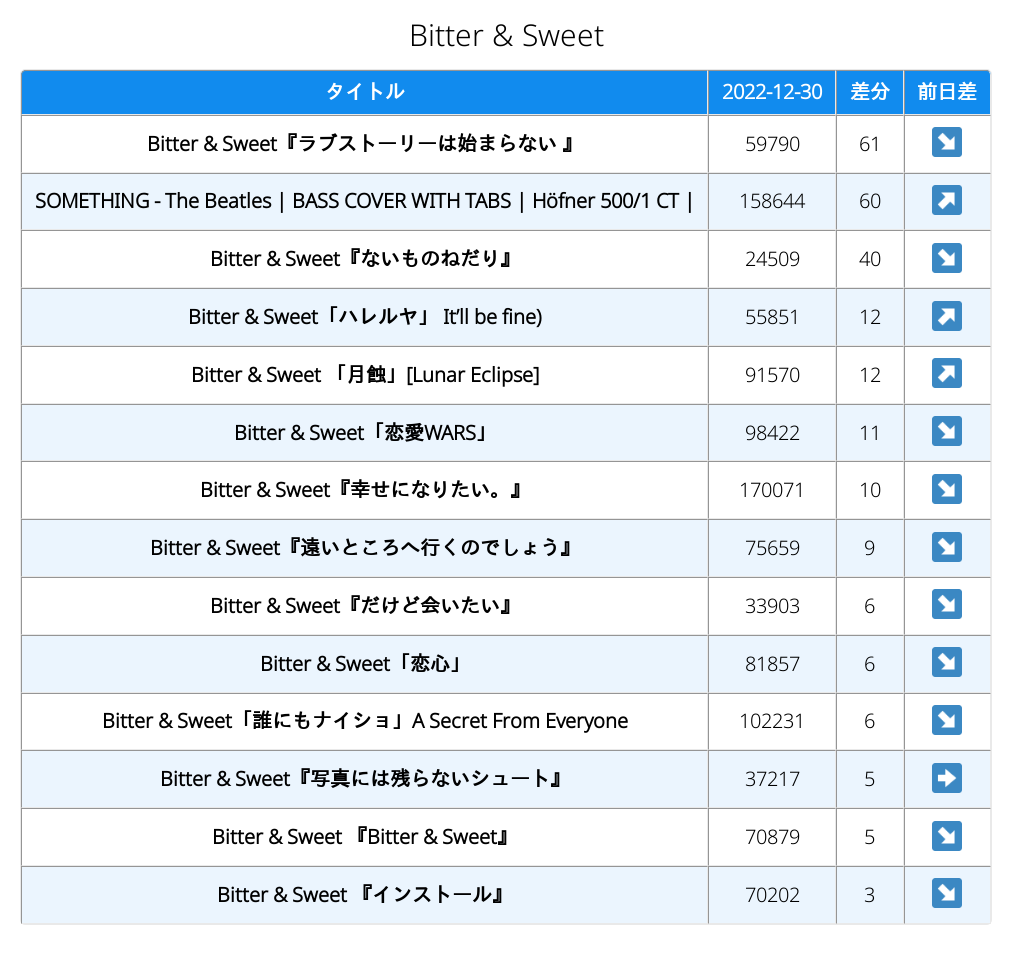 Bitter & Sweet
タイトル 2022-12-30 差分 前日差
Bitter & Sweet『ラブストーリーは始まらない 』 59790 61 ↘
SOMETHING - The Beatles | BASS COVER WITH TABS | Höfner 500/1 CT | 158644 60 ↗
Bitter & Sweet『ないものねだり』 24509 40 ↘
Bitter & Sweet「ハレルヤ」 It’ll be fine) 55851 12 ↗
Bitter & Sweet 「月蝕」[Lunar Eclipse] 91570 12 ↗
Bitter & Sweet「恋愛WARS」 98422 11 ↘
Bitter & Sweet『幸せになりたい。』 170071 10 ↘
Bitter & Sweet『遠いところへ行くのでしょう』 75659 9 ↘
Bitter & Sweet『だけど会いたい』 33903 6 ↘
Bitter & Sweet「恋心」 81857 6 ↘
Bitter & Sweet「誰にもナイショ」A Secret From Everyone 102231 6 ↘
Bitter & Sweet『写真には残らないシュート』 37217 5 ➡
Bitter & Sweet 『Bitter & Sweet』 70879 5 ↘
Bitter & Sweet 『インストール』 70202 3 ↘